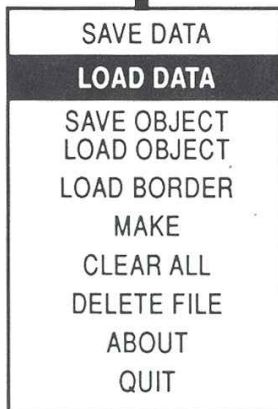 SAVE DATA
LOAD DATA
SAVE OBJECT
LOAD OBJECT
LOAD BORDER
MAKE
CLEAR ALL
DELETE FILE
ABOUT
QUIT